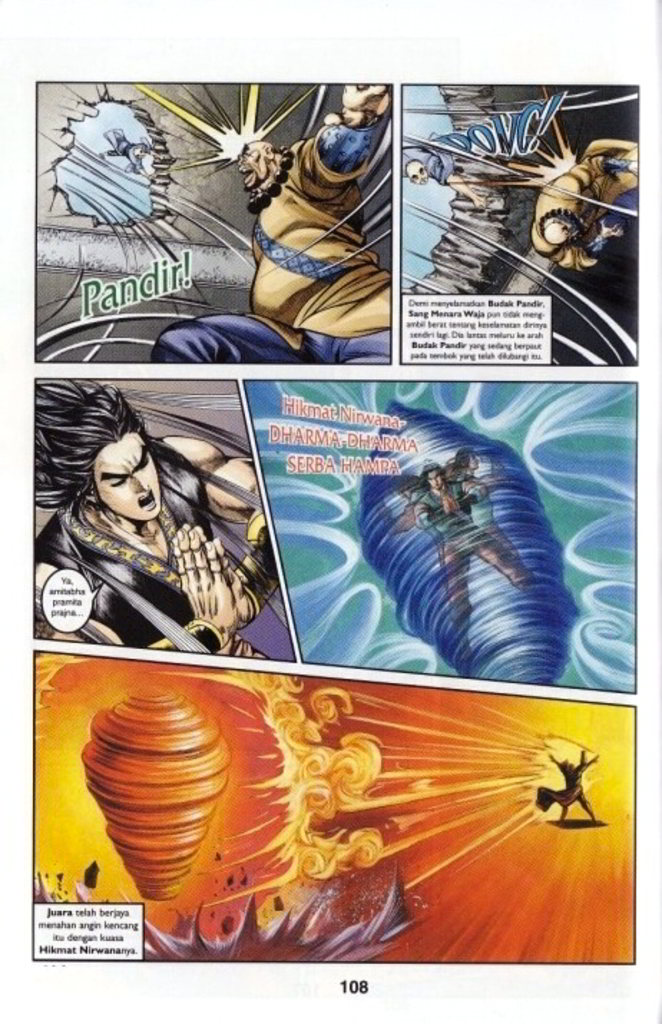 Pandir!
DONG!
Demi menyelamatkan Budak Pandir,
Sang Menara Waja pun tidak meng-
ambil berat tentang keselamatan dirinya
sendiri lagi. Dia lantas meluru ke arah
Budak Pandir yang sedang berpaut
pada tembok yang telah dilubangi itu.
Ya,
amitabha
pramita
prajna...
Hikmat Nirwana-
DHARMA-DHARMA
SERBA HAMPA
Juara telah berjaya
menahan angin kencang
itu dengan kuasa
Hikmat Nirwananya.
108